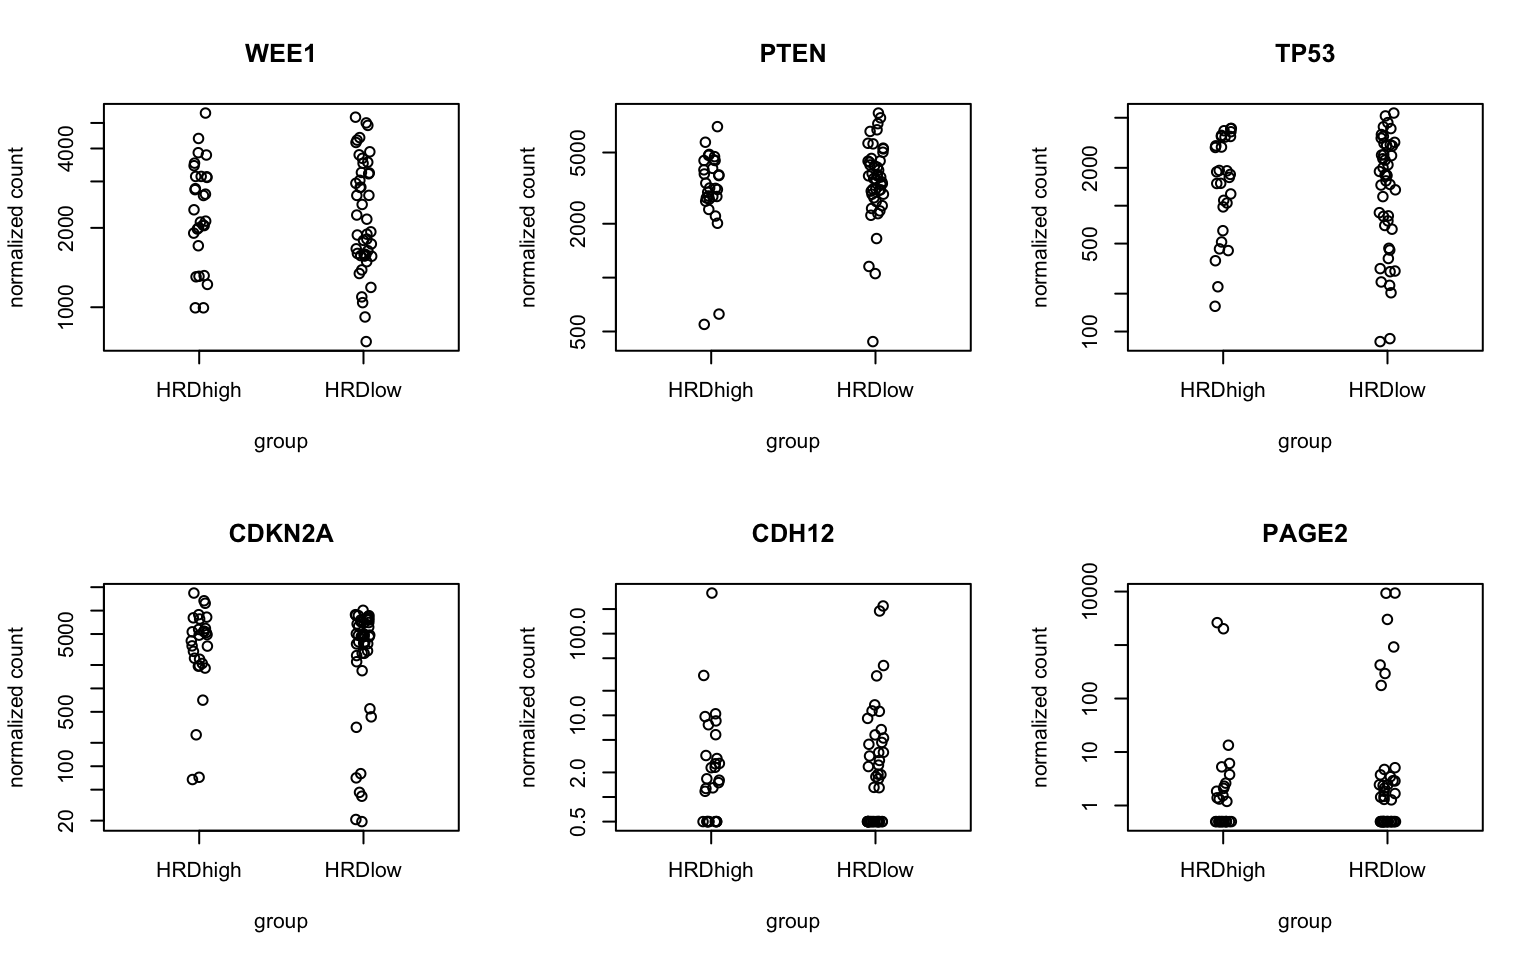 WEE1
normalized count
4000
2000
1000
HRDhigh
HRDlow
group
PTEN
normalized count
5000
2000
500
HRDhigh
HRDlow
group
TP53
normalized count
2000
500
100
HRDhigh
HRDlow
group
CDKN2A
normalized count
5000
500
100
20
HRDhigh
HRDlow
group
CDH12
normalized count
100.0
10.0
2.0
0.5
HRDhigh
HRDlow
group
PAGE2
normalized count
10000
100
10
1
HRDhigh
HRDlow
group